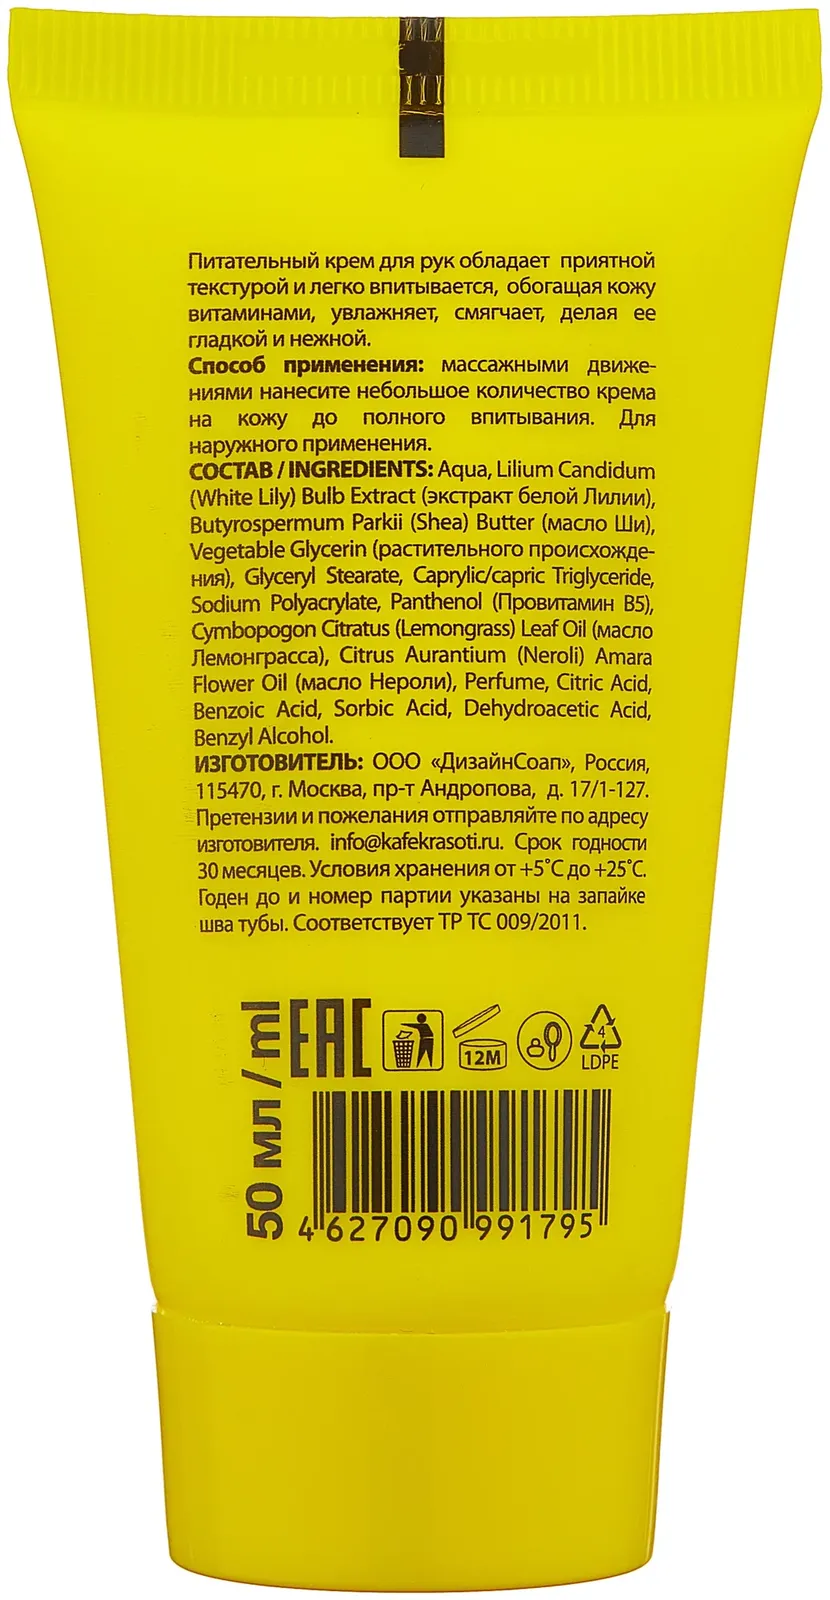 Питательный крем для рук обладает приятной
текстурой и легко впитывается, обогащая кожу
витаминами, увлажняет, смягчает, делая ее
гладкой и нежной.
Способ применения: массажными движе-
ниями нанесите небольшое количество крема
на кожу до полного впитывания. Для
наружного применения.
СОСТАВ / INGREDIENTS: Aqua, Lilium Candidum
(White Lily) Bulb Extract (экстракт белой Лилии),
Butyrospermum Parkii (Shea) Butter (масло Ши),
Vegetable Glycerin (растительного происхожде-
ния), Glyceryl Stearate, Caprylic/capric Triglyceride,
Sodium Polyacrylate, Panthenol (Провитамин В5),
Cymbopogon Citratus (Lemongrass) Leaf Oil (масло
Лемонграсса), Citrus Aurantium (Neroli) Amara
Flower Oil (масло Нероли), Perfume, Citric Acid,
Benzoic Acid, Sorbic Acid, Dehydroacetic Acid,
Benzyl Alcohol.
ИЗГОТОВИТЕЛЬ: ООО «ДизайнСоап», Россия,
115470, г. Москва, пр-т Андропова, д. 17/1-127.
Претензии и пожелания отправляйте по адресу
изготовителя. info@kafekrasoti.ru. Срок годности
30 месяцев. Условия хранения от +5˚С до +25˚С.
Годен до и номер партии указаны на запайке
шва тубы. Соответствует ТР ТС 009/2011.
50 мл / ml
EAC
12M
4
LDPE
4 627090 991795